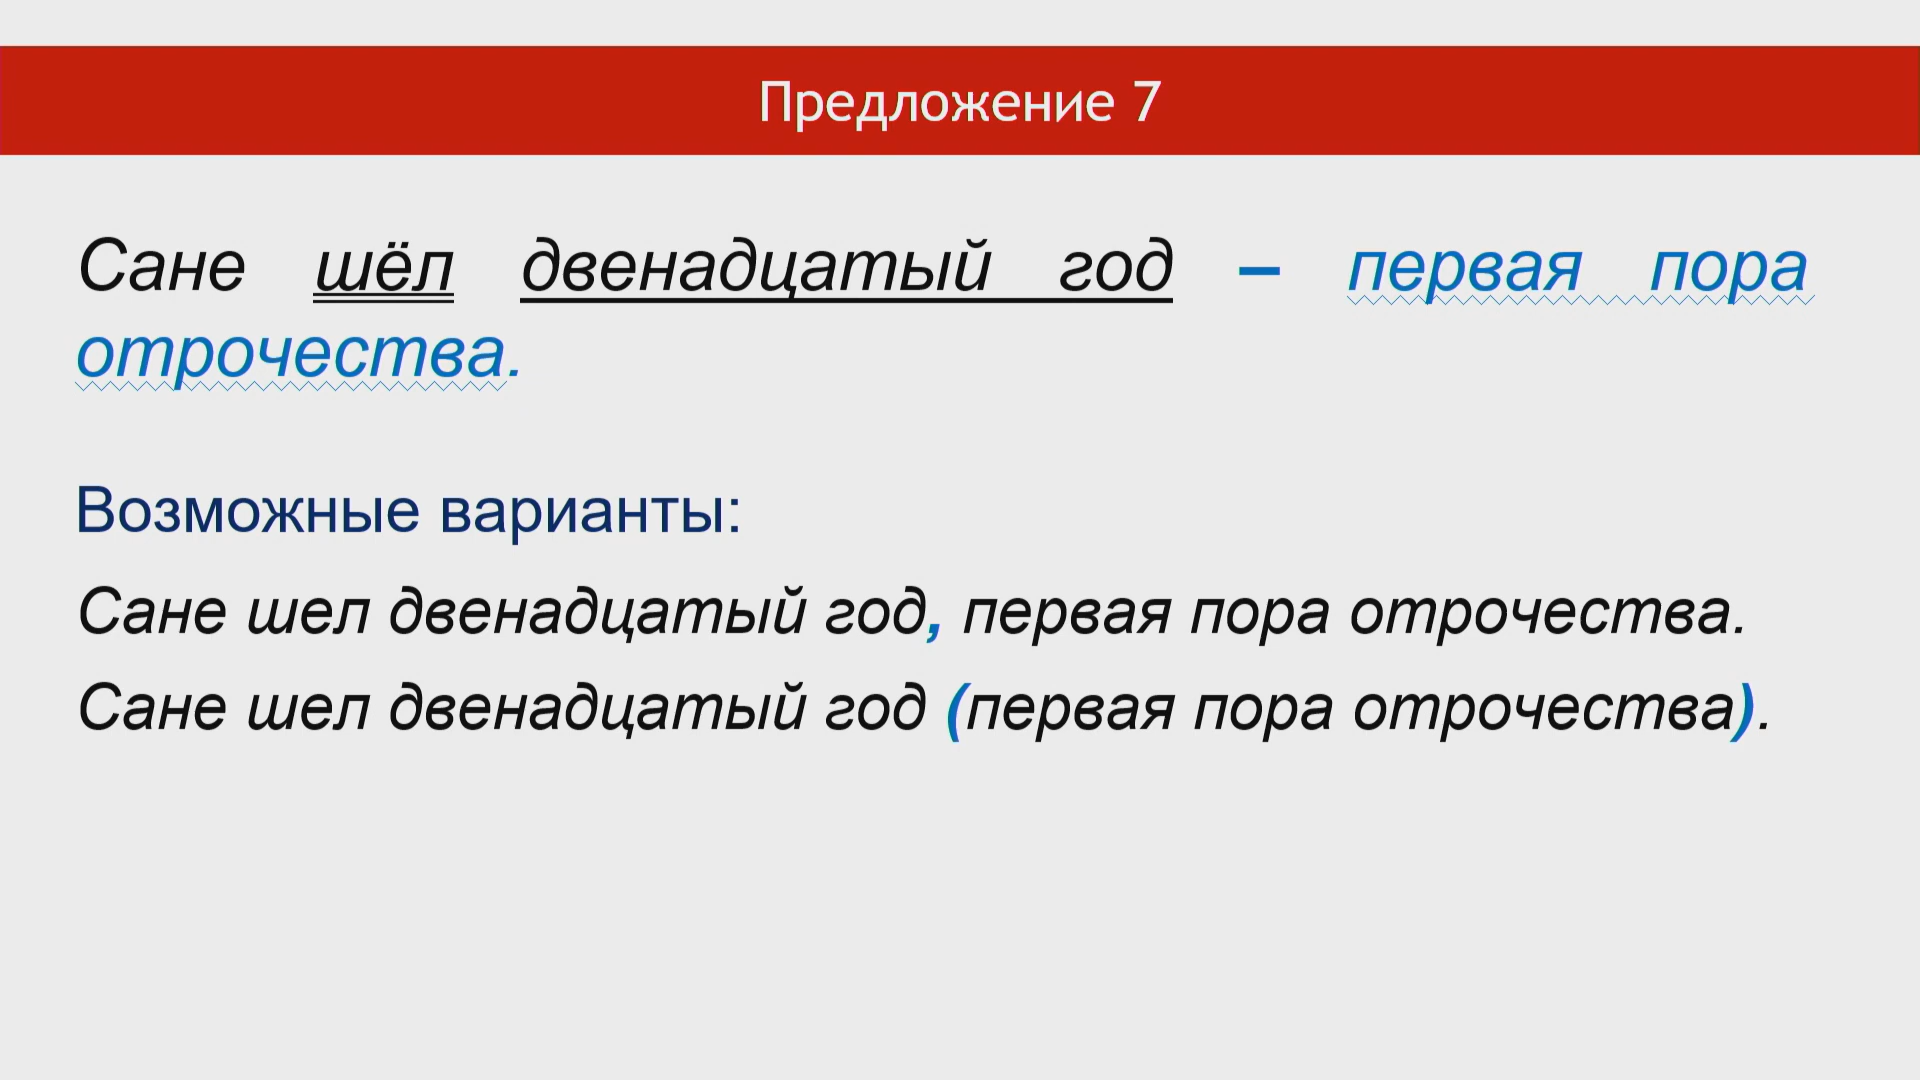 Предложение 7
Сане шёл двенадцатый год – первая пора
отрочества.
Возможные варианты:
Сане шел двенадцатый год, первая пора отрочества.
Сане шел двенадцатый год (первая пора отрочества).